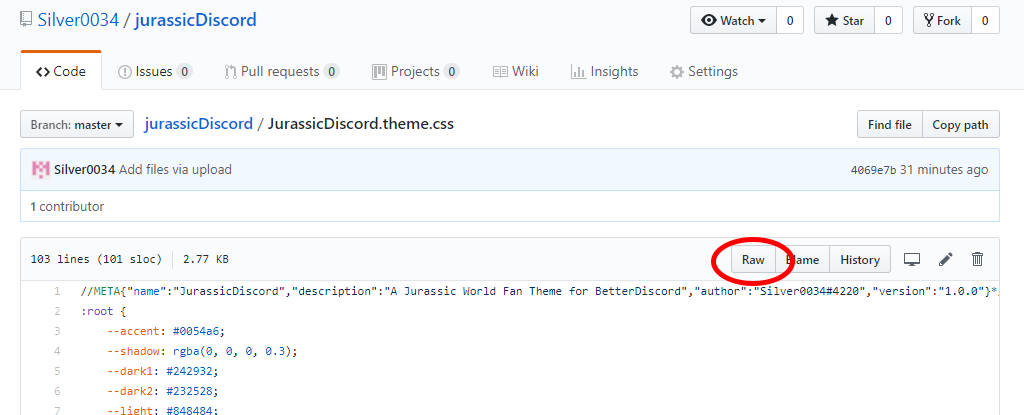 Silver0034 / jurassicDiscord
Watch 0 Star 0 Fork 0
Code Issues 0 Pull requests 0 Projects 0 Wiki Insights Settings
Branch: master jurassicDiscord / JurassicDiscord.theme.css Find file Copy path
Silver0034 Add files via upload 4069e7b 31 minutes ago
1 contributor
103 lines (101 sloc) 2.77 KB Raw Blame History
1 //META{"name":"JurassicDiscord","description":"A Jurassic World Fan Theme for BetterDiscord","author":"Silver0034#4220","version":"1.0.0"}*
2 :root {
3 --accent: #0054a6;
4 --shadow: rgba(0, 0, 0, 0.3);
5 --dark1: #242932;
6 --dark2: #232528;
7 --light: #848484;